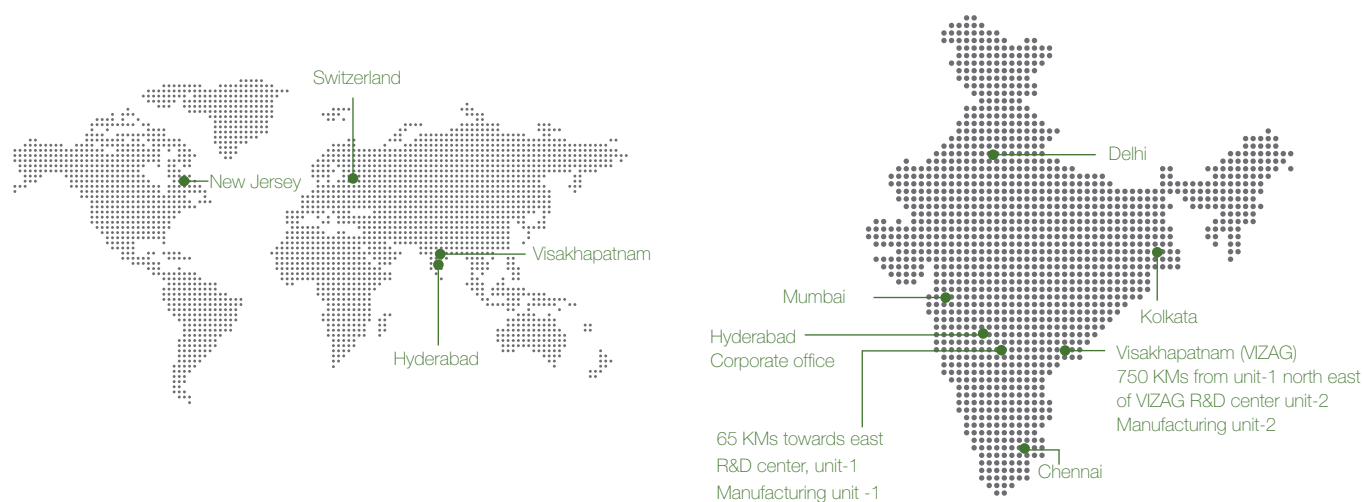 Switzerland
New Jersey
Visakhapatnam
Hyderabad
Delhi
Mumbai
Kolkata
Hyderabad
Corporate office
Visakhapatnam (VIZAG)
750 KMs from unit-1 north east
of VIZAG R&D center unit-2
Manufacturing unit-2
65 KMs towards east
R&D center, unit-1
Manufacturing unit -1
Chennai